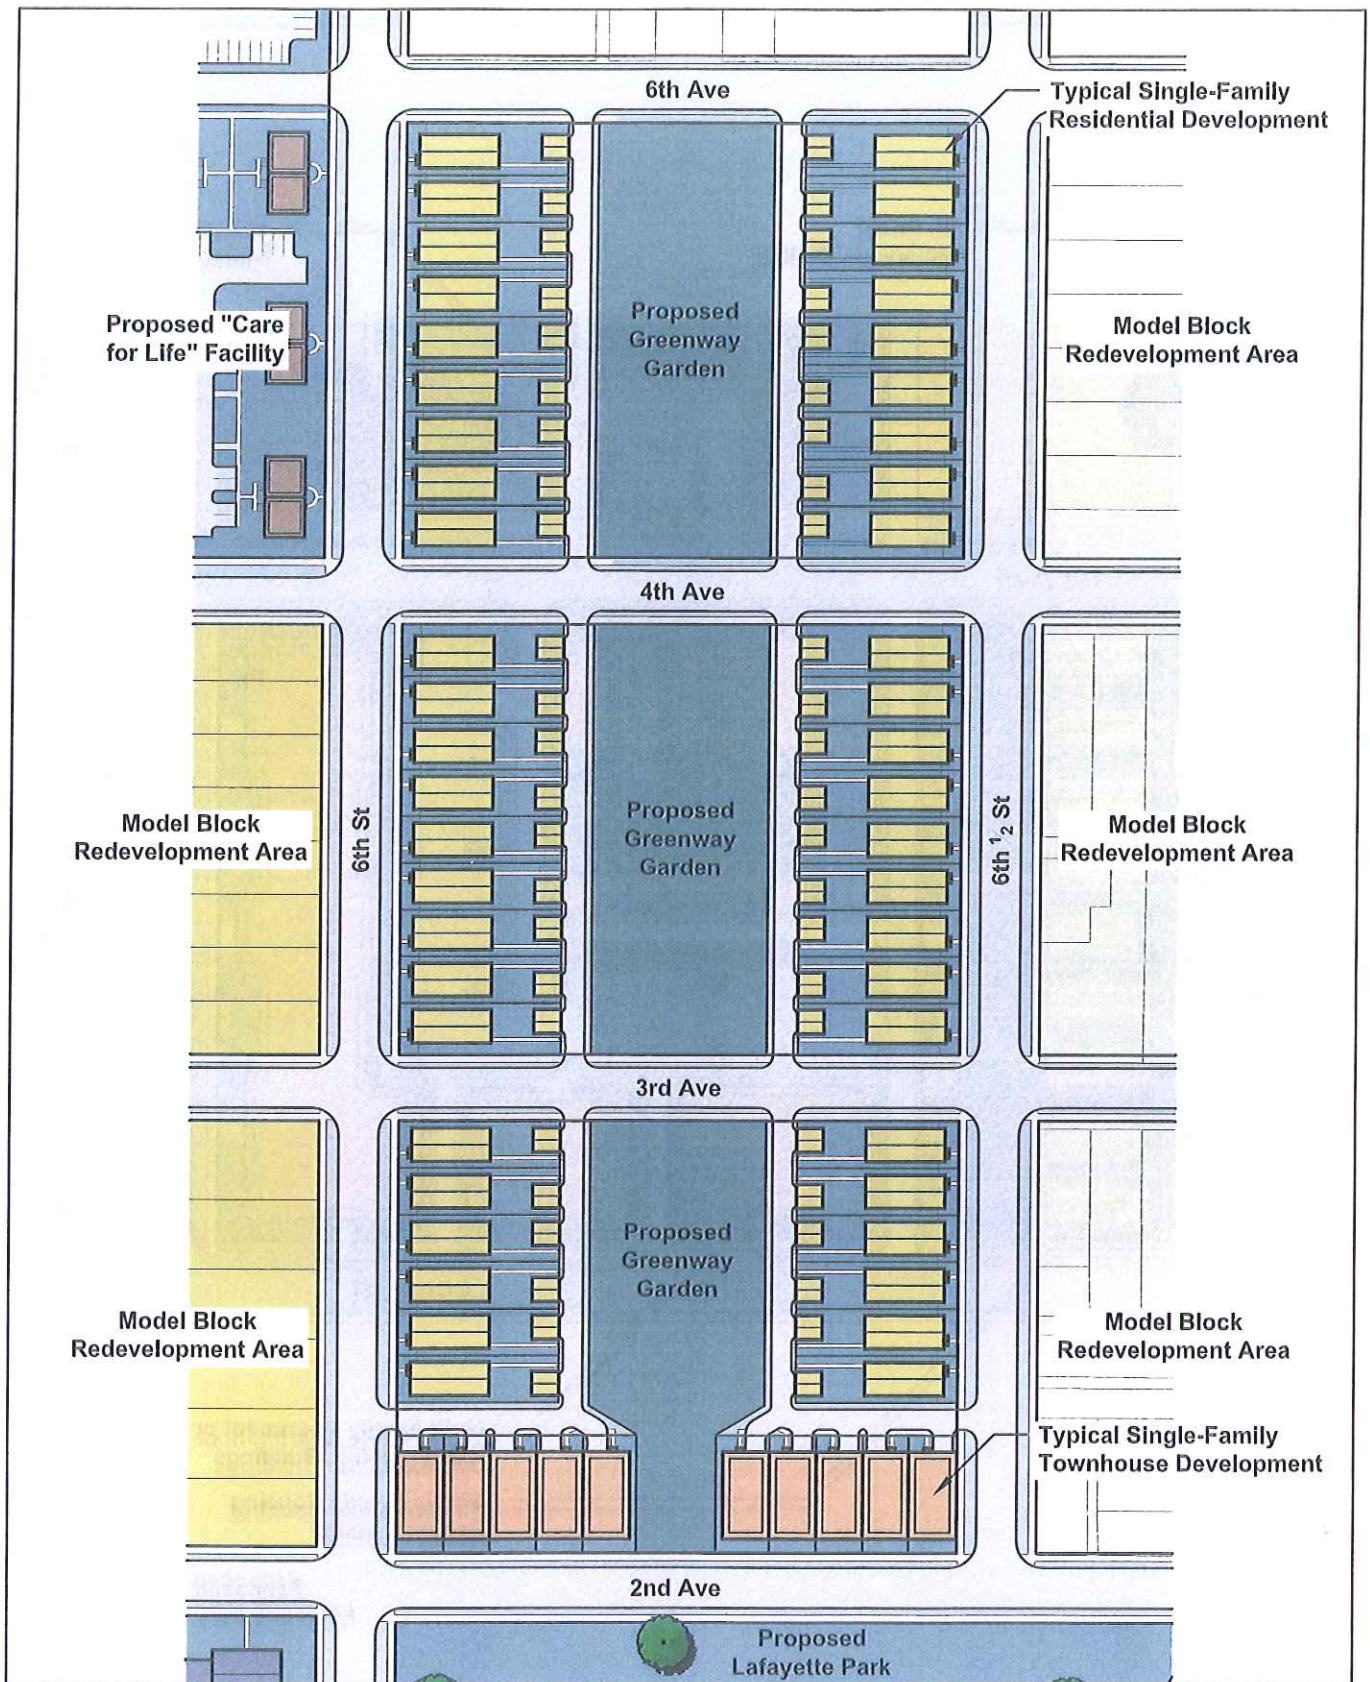 6th Ave
Typical Single-Family
Residential Development
Proposed "Care
for Life" Facility
Proposed
Greenway
Garden
Model Block
Redevelopment Area
4th Ave
Model Block
Redevelopment Area
6th St
Proposed
Greenway
Garden
6th 1/2 St
Model Block
Redevelopment Area
3rd Ave
Model Block
Redevelopment Area
Proposed
Greenway
Garden
Model Block
Redevelopment Area
Typical Single-Family
Townhouse Development
2nd Ave
Proposed
Lafayette Park